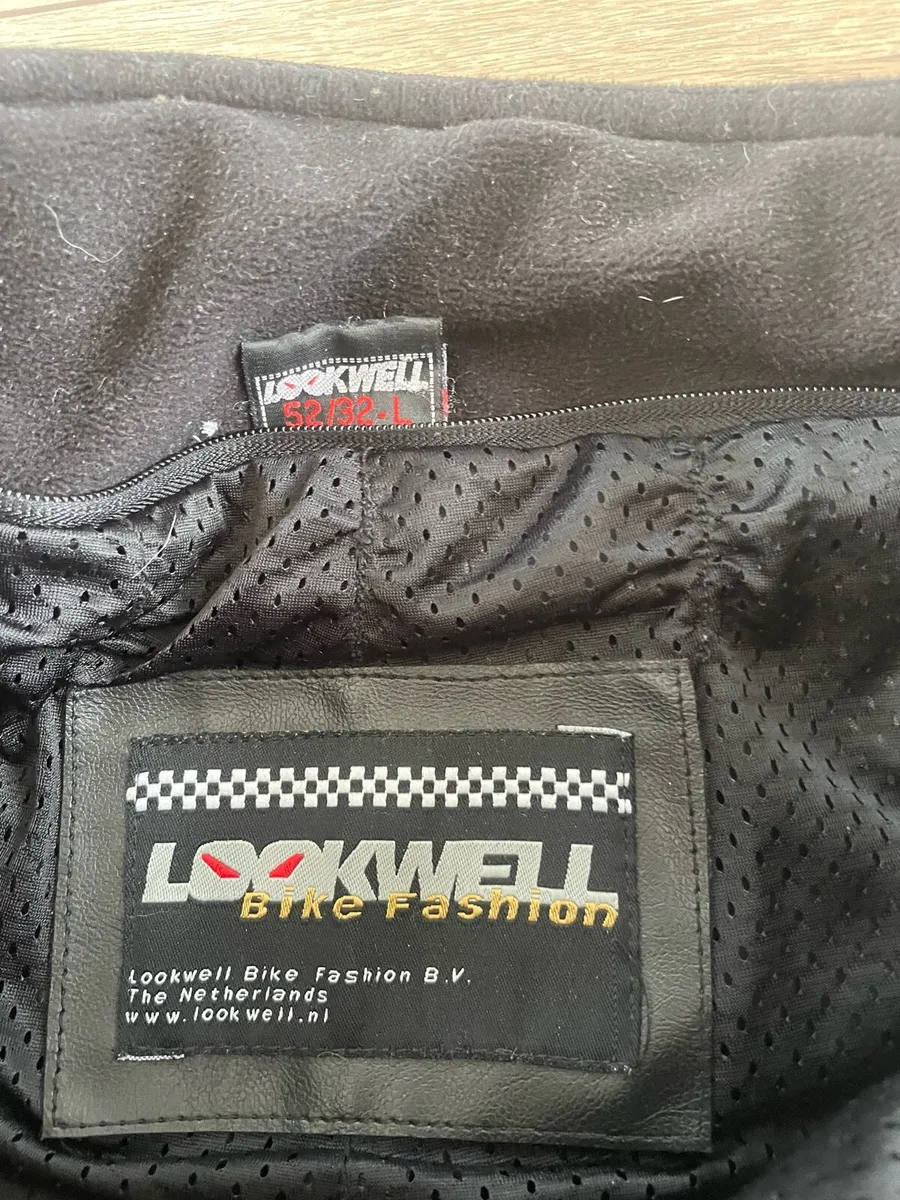 LOOKWELL
52/32-L
LOOKWELL
Bike Fashion
Lookwell Bike Fashion B.V.
The Netherlands
www.lookwell.nl